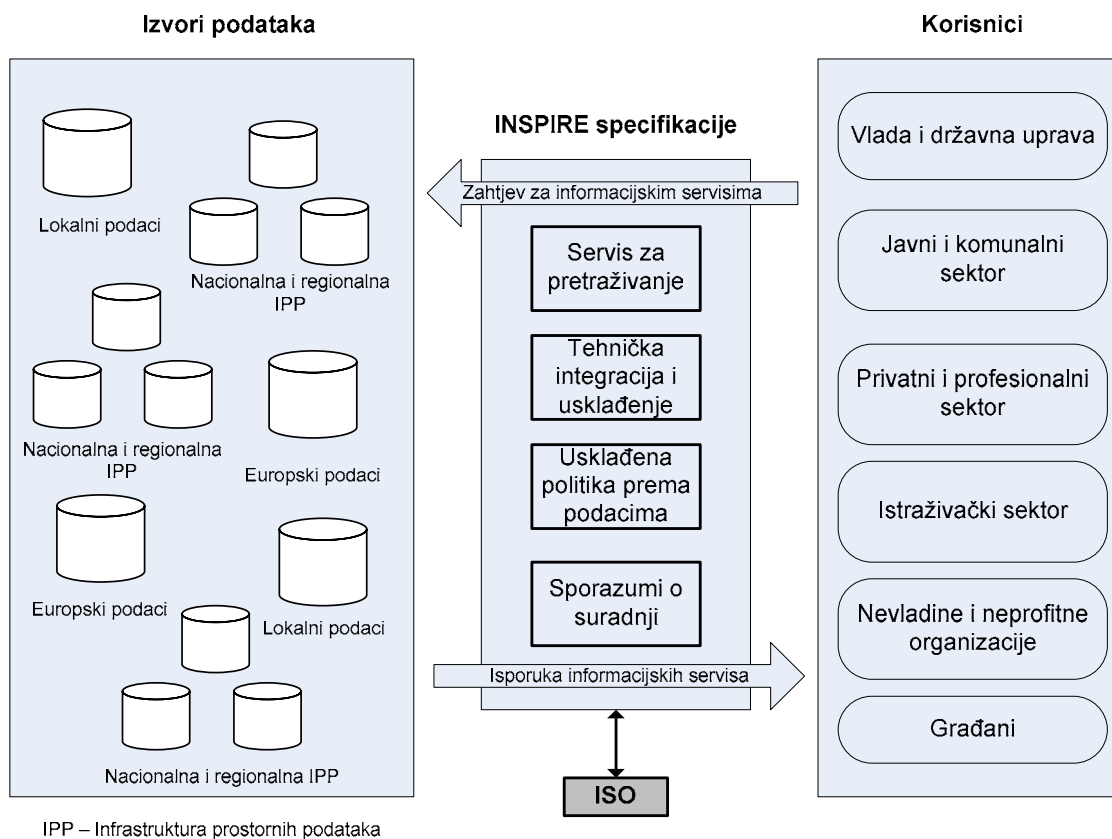 Izvori podataka
Lokalni podaci
Nacionalna i regionalna
IPP
Nacionalna i regionalna
IPP
Europski podaci
Europski podaci
Lokalni podaci
Nacionalna i regionalna IPP
IPP – Infrastruktura prostornih podataka
INSPIRE specifikacije
Zahtjev za informacijskim servisima
Servis za
pretraživanje
Tehnička
integracija i
usklađenje
Usklađena
politika prema
podacima
Sporazumi o
suradnji
Isporuka informacijskih servisa
ISO
Korisnici
Vlada i državna uprava
Javni i komunalni
sektor
Privatni i profesionalni
sektor
Istraživački sektor
Nevladine i neprofitne
organizacije
Građani